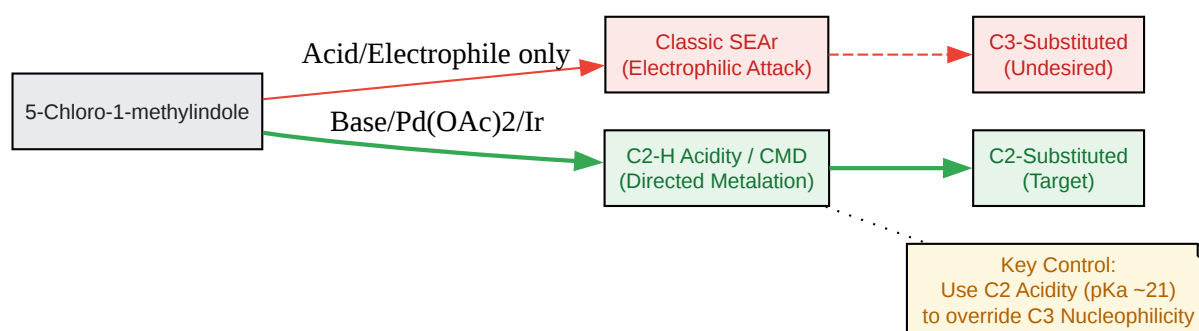 5-Chloro-1-methylindole
Acid/Electrophile only
Classic SEAr
(Electrophilic Attack)
C3-Substituted
(Undesired)
Base/Pd(OAc)2/Ir
C2-H Acidity / CMD
(Directed Metalation)
C2-Substituted
(Target)
Key Control:
Use C2 Acidity (pKa ~21)
to override C3 Nucleophilicity